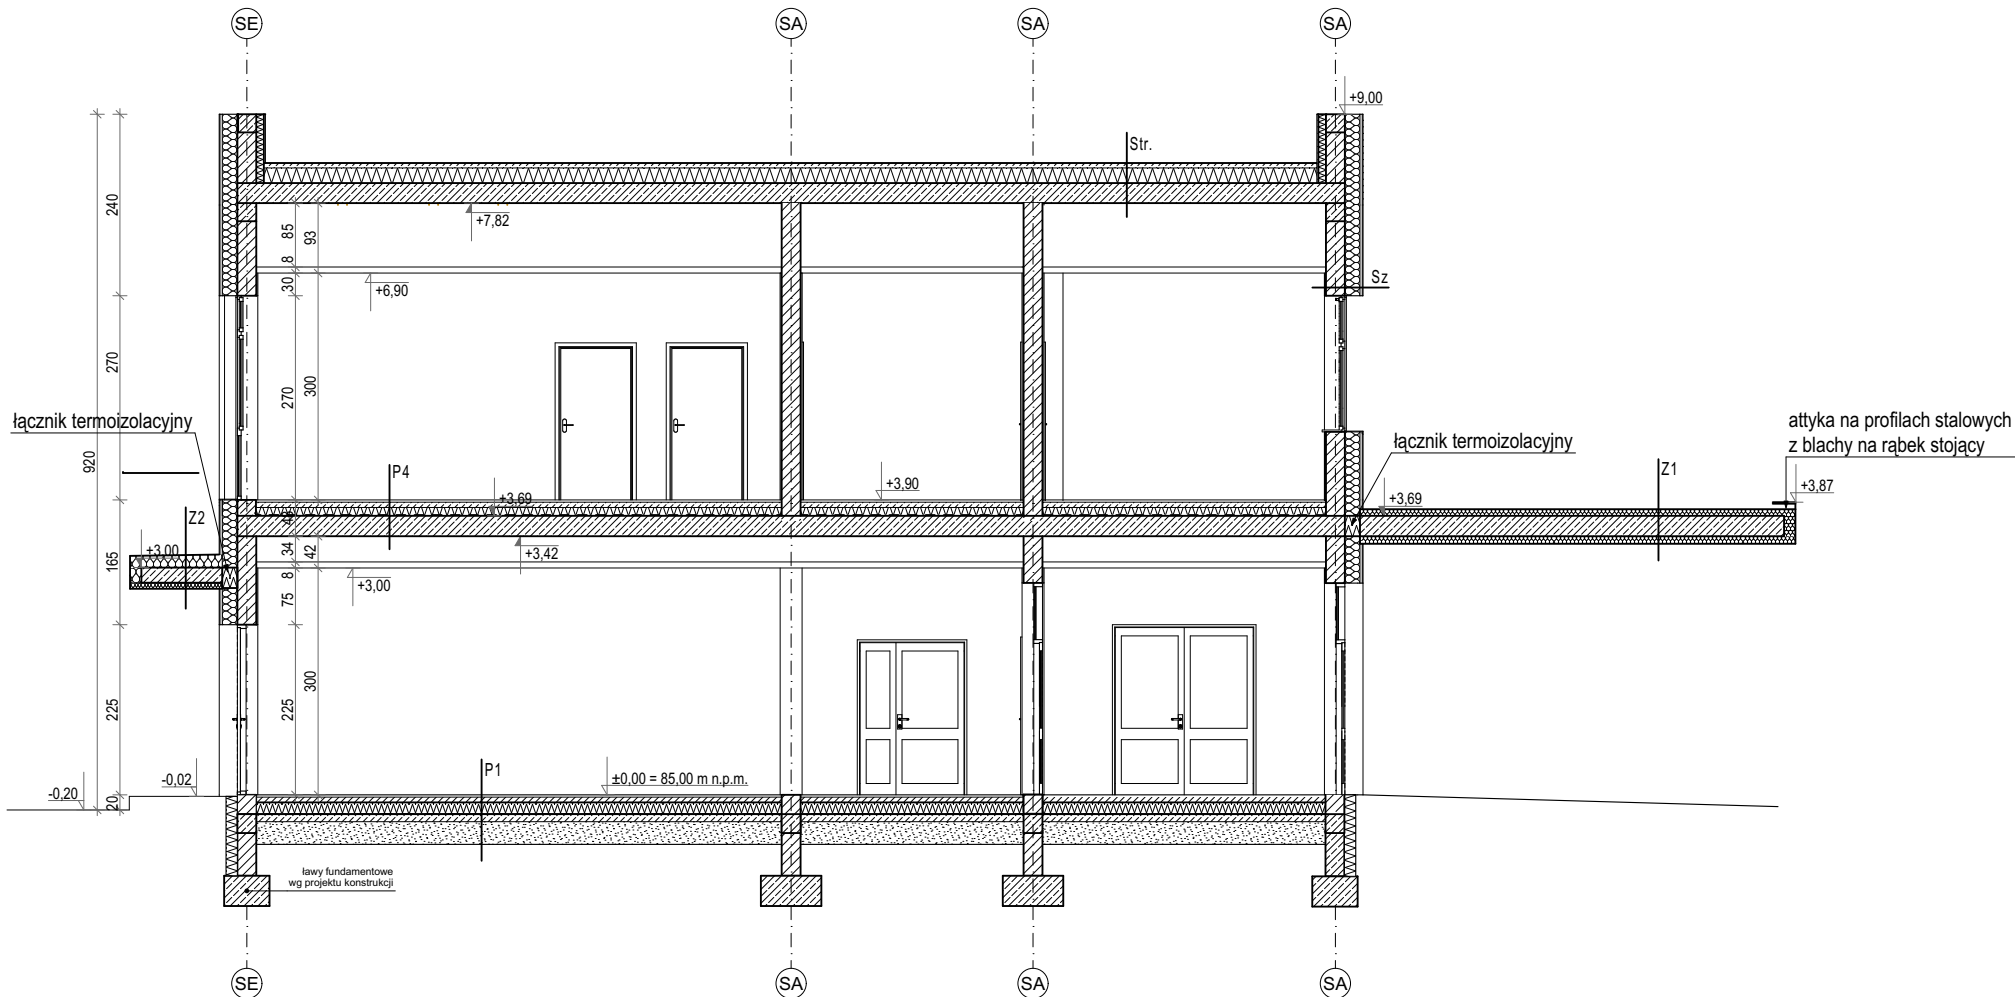 SE
SA
SA
SA
+9,00
Str.
240
85
93
+7,82
8
30
+6,90
Sz
270
270
300
łącznik termoizolacyjny
920
attyka na profilach stalowych
z blachy na rąbek stojący
łącznik termoizolacyjny
P4
Z1
+3,69
+3,90
+3,69
+3,87
Z2
48
+3,00
165
34
42
+3,42
8
+3,00
75
225
225
300
P1
±0,00 = 85,00 m n.p.m.
-0,02
-0,20
20
ławy fundamentowe
wg projektu konstrukcji
SE
SA
SA
SA